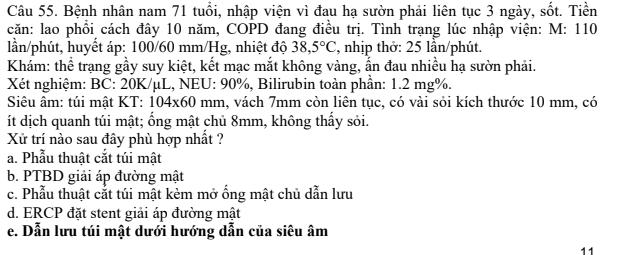 Câu 55. Bệnh nhân nam 71 tuổi, nhập viện vì đau hạ sườn phải liên tục 3 ngày, sốt. Tiền
căn: lao phổi cách đây 10 năm, COPD đang điều trị. Tình trạng lúc nhập viện: M: 110
lần/phút, huyết áp: 100/60 mm/Hg, nhiệt độ 38,5°C, nhịp thở: 25 lần/phút.
Khám: thể trạng gầy suy kiệt, kết mạc mắt không vàng, ấn đau nhiều hạ sườn phải.
Xét nghiệm: BC: 20K/µL, NEU: 90%, Bilirubin toàn phần: 1.2 mg%.
Siêu âm: túi mật KT: 104x60 mm, vách 7mm còn liên tục, có vài sỏi kích thước 10 mm, có
ít dịch quanh túi mật; ống mật chủ 8mm, không thấy sỏi.
Xử trí nào sau đây phù hợp nhất ?
a. Phẫu thuật cắt túi mật
b. PTBD giải áp đường mật
c. Phẫu thuật cắt túi mật kèm mở ống mật chủ dẫn lưu
d. ERCP đặt stent giải áp đường mật
e. Dẫn lưu túi mật dưới hướng dẫn của siêu âm
11